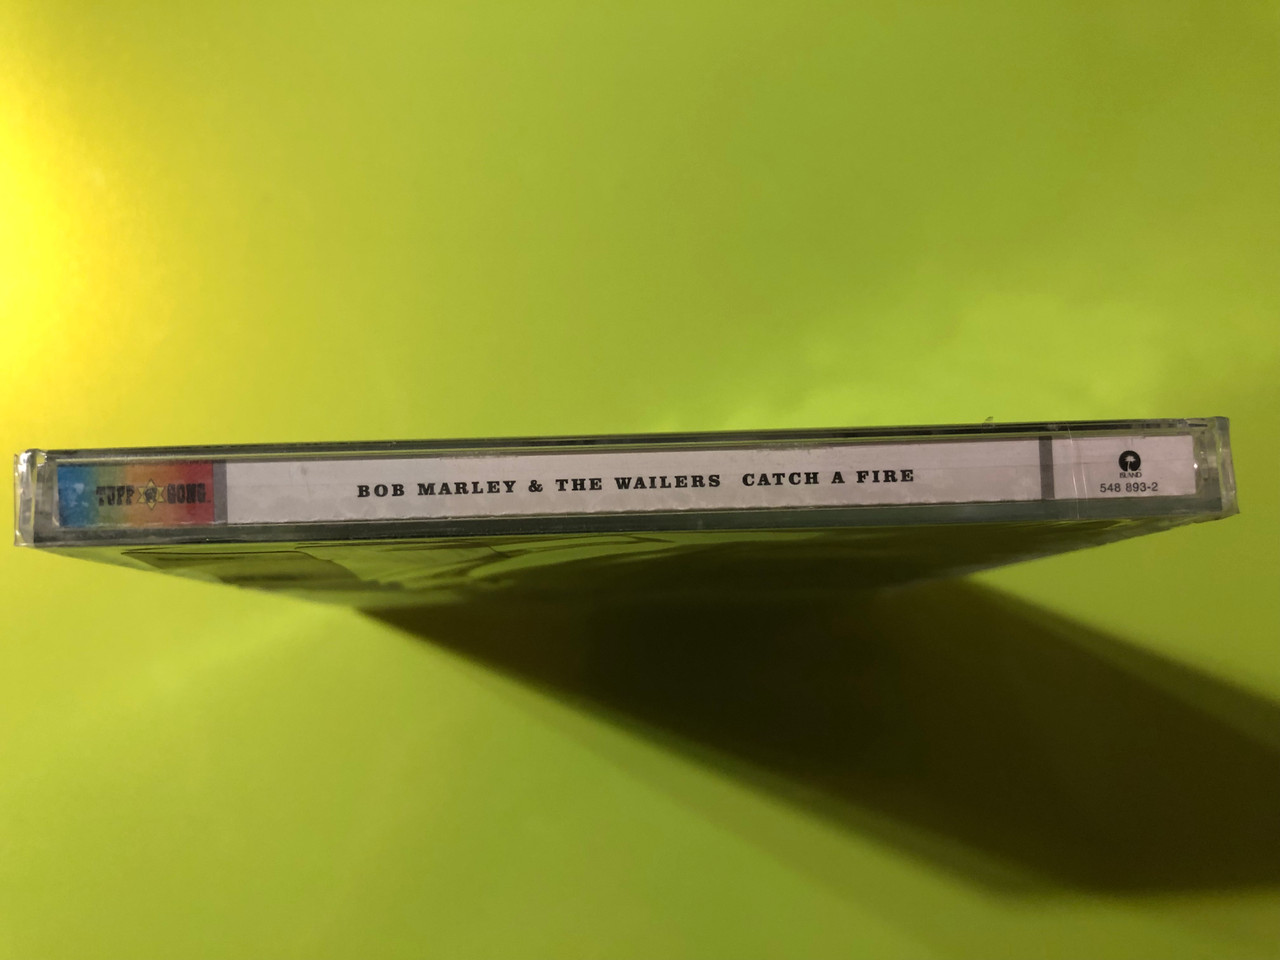 TUFF GONG
BOB MARLEY & THE WAILERS CATCH A FIRE
ISLAND
548 893-2